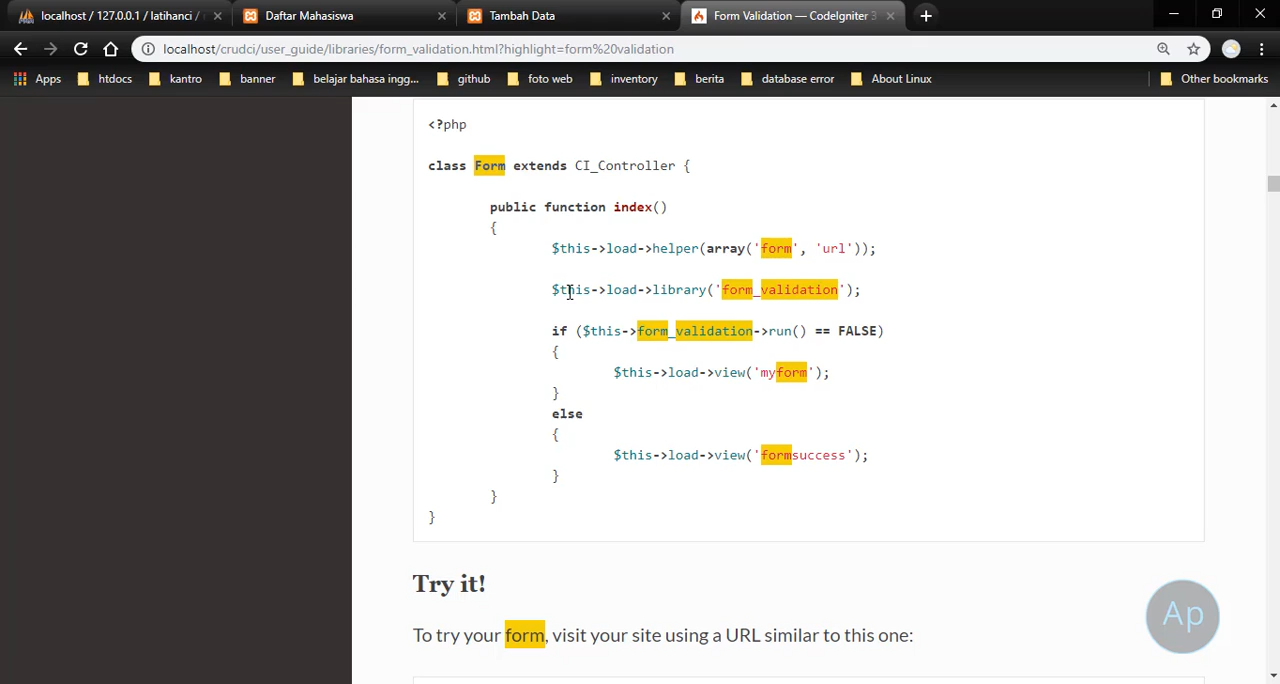 localhost / 127.0.0.1 / latihanci /
Daftar Mahasiswa
Tambah Data
Form Validation — CodeIgniter 3
localhost/crudci/user_guide/libraries/form_validation.html?highlight=form%20validation
Apps htdocs kantro banner belajar bahasa ingg... github foto web inventory berita database error About Linux Other bookmarks
<?php
class Form extends CI_Controller {
public function index()
{
$this->load->helper(array('form', 'url'));
$this->load->library('form_validation');
if ($this->form_validation->run() == FALSE)
{
$this->load->view('myform');
}
else
{
$this->load->view('formsuccess');
}
}
}
Try it!
To try your form, visit your site using a URL similar to this one:
Ap